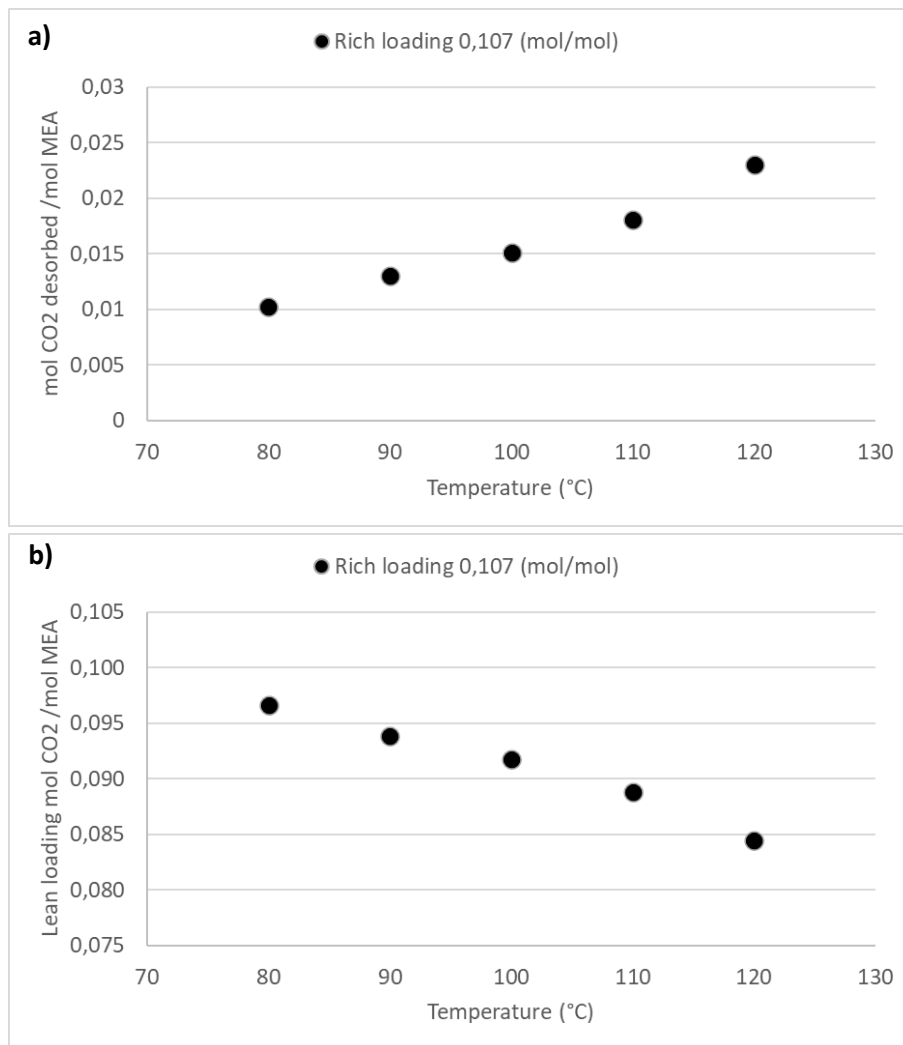 a)
Rich loading 0,107 (mol/mol)
mol CO2 desorbed /mol MEA
0,03
0,025
0,02
0,015
0,01
0,005
0
70 80 90 100 110 120 130
Temperature (°C)
b)
Rich loading 0,107 (mol/mol)
Lean loading mol CO2 /mol MEA
0,105
0,100
0,095
0,090
0,085
0,080
0,075
70 80 90 100 110 120 130
Temperature (°C)